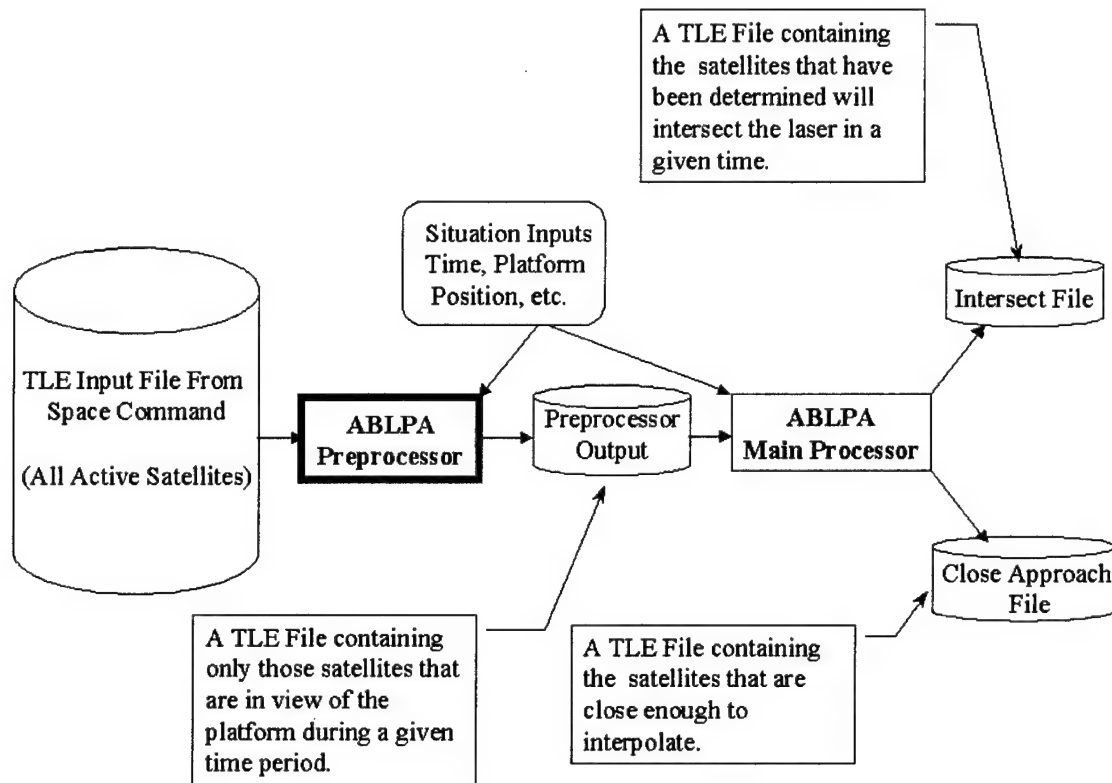 A TLE File containing
the satellites that have
been determined will
intersect the laser in a
given time.
Situation Inputs
Time, Platform
Position, etc.
Intersect File
TLE Input File From
Space Command
(All Active Satellites)
ABLPA
Preprocessor
Preprocessor
Output
ABLPA
Main Processor
Close Approach
File
A TLE File containing
only those satellites that
are in view of the
platform during a given
time period.
A TLE File containing
the satellites that are
close enough to
interpolate.